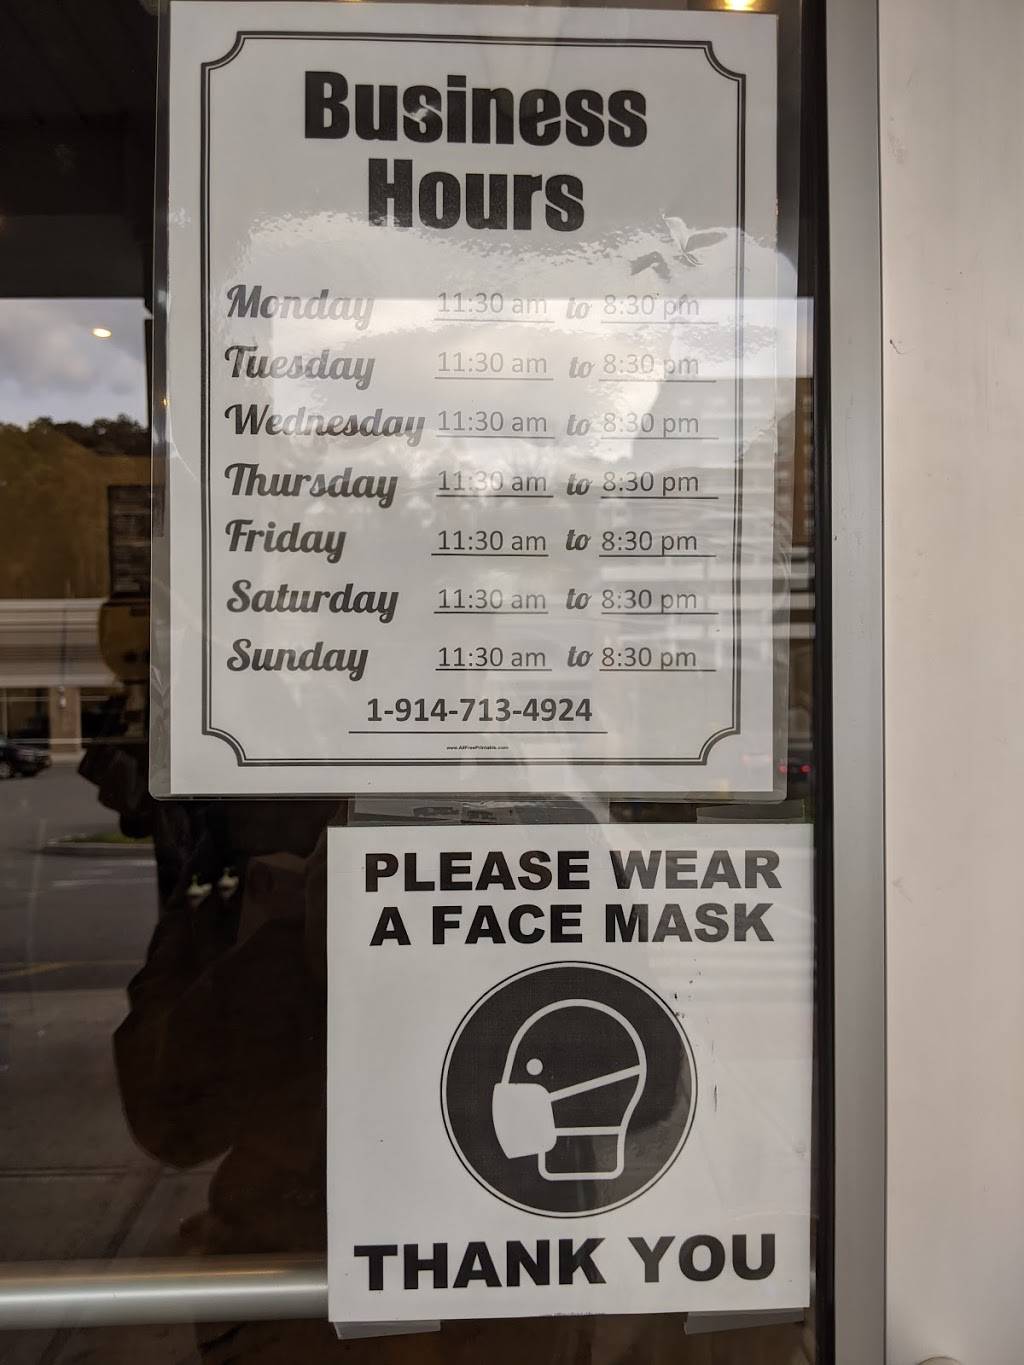 Business
Hours
Monday 11:30 am to 8:30 pm
Tuesday 11:30 am to 8:30 pm
Wednesday 11:30 am to 8:30 pm
Thursday 11:30 am to 8:30 pm
Friday 11:30 am to 8:30 pm
Saturday 11:30 am to 8:30 pm
Sunday 11:30 am to 8:30 pm
1-914-713-4924
www.AllFreePrintable.com
PLEASE WEAR
A FACE MASK
THANK YOU